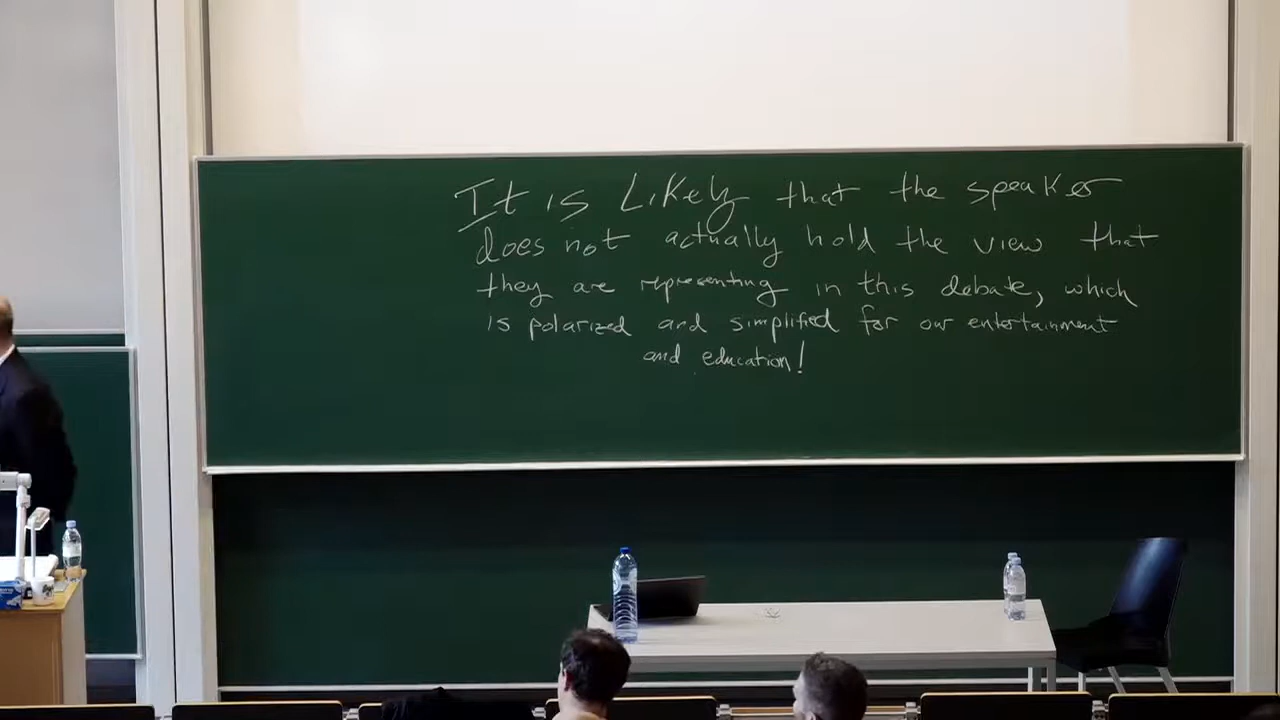 It is Likely that the speaker
does not actually hold the view that
they are representing in this debate, which
is polarized and simplified for our entertainment
and education!